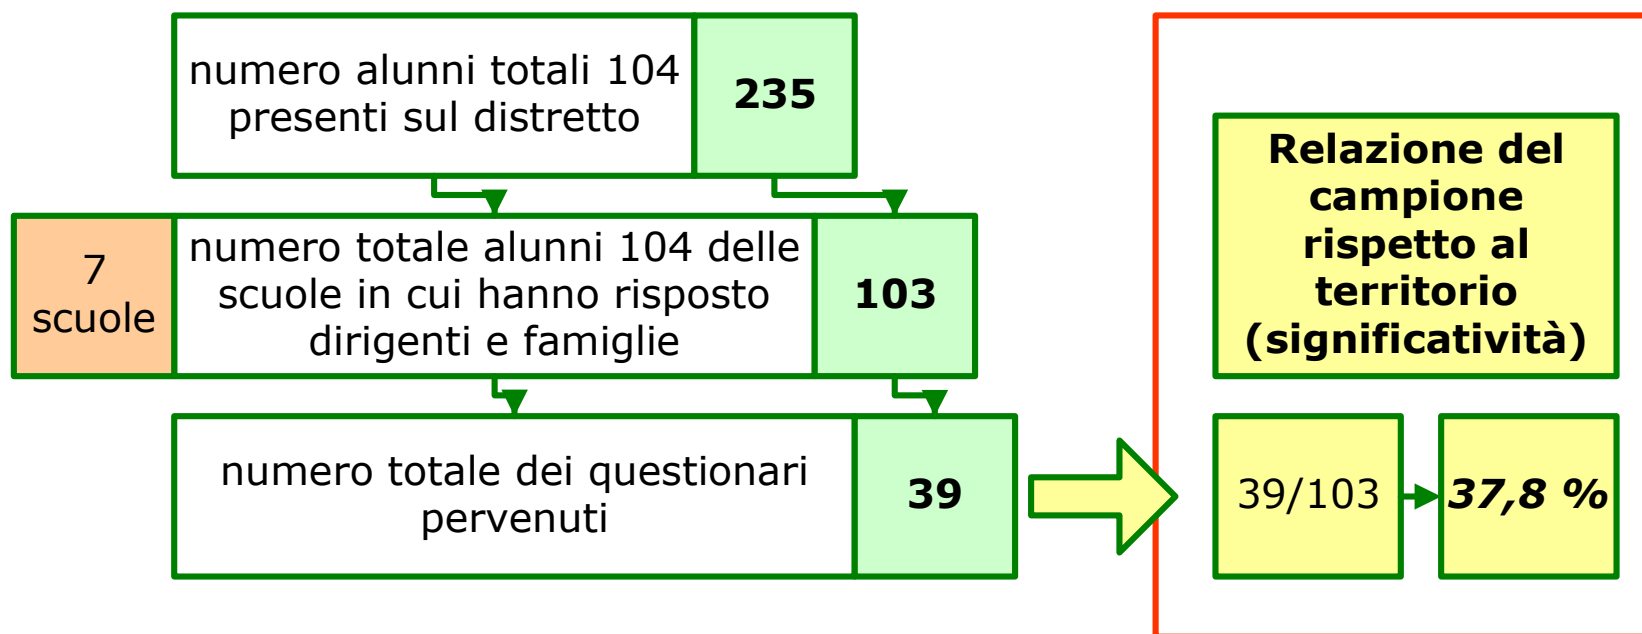 numero alunni totali 104
presenti sul distretto
235
7
scuole
numero totale alunni 104 delle
scuole in cui hanno risposto
dirigenti e famiglie
103
numero totale dei questionari
pervenuti
39
Relazione del
campione
rispetto al
territorio
(significatività)
39/103
37,8 %